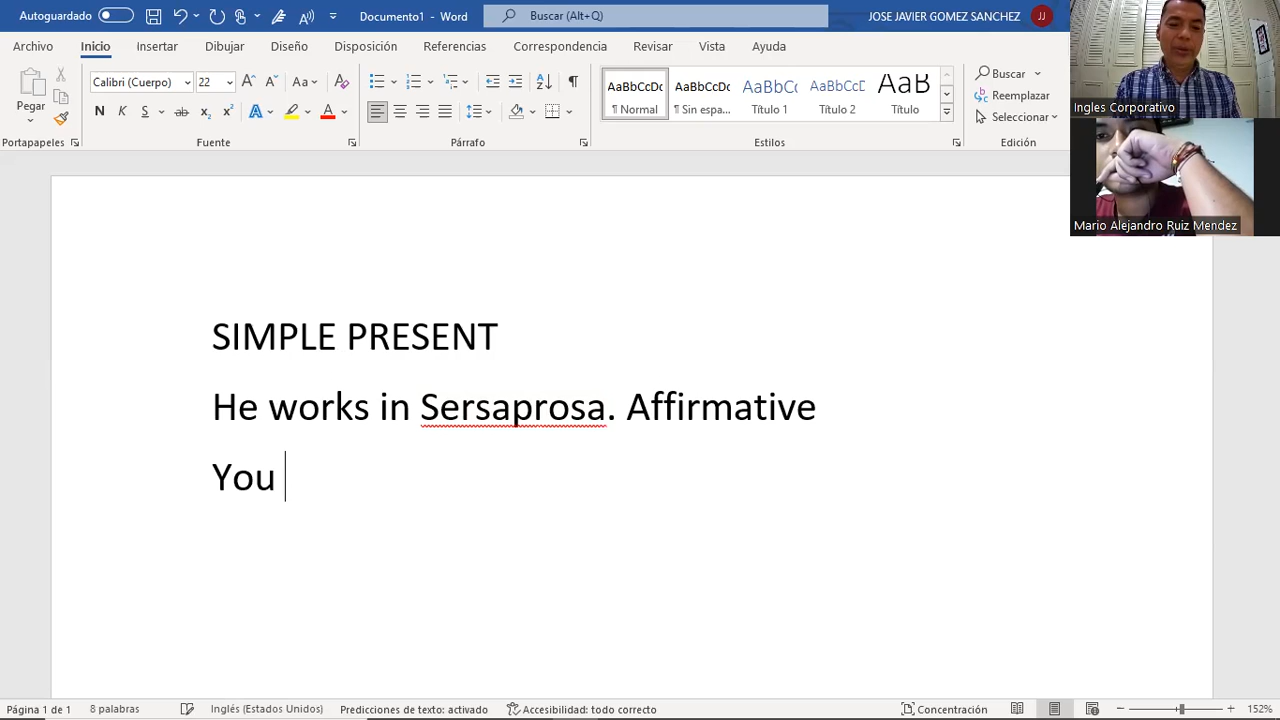 Autoguardado
Documento1 - Word
Buscar (Alt+Q)
JOSE JAVIER GOMEZ SANCHEZ
JJ
Archivo Inicio Insertar Dibujar Diseño Disposición Referencias Correspondencia Revisar Vista Ayuda
Pegar
Portapapeles
Calibri (Cuerpo) 22
N K S ab x₂ x²
Fuente
Párrafo
AaBbCcDc ¶ Normal
AaBbCcDc ¶ Sin espa...
AaBbCc Título 1
AaBbCcC Título 2
AaB Título
Estilos
Buscar
Reemplazar
Seleccionar
Edición
Ingles Corporativo
Mario Alejandro Ruiz Mendez
SIMPLE PRESENT
He works in Sersaprosa. Affirmative
You
Página 1 de 1 8 palabras Inglés (Estados Unidos) Predicciones de texto: activado Accesibilidad: todo correcto Concentración 152%